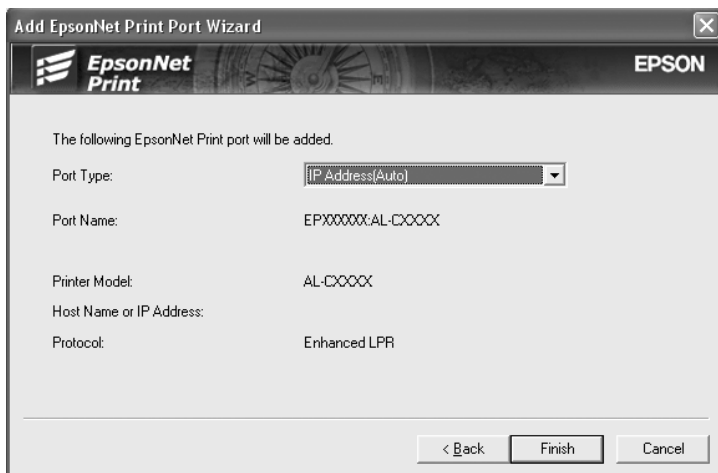 Add EpsonNet Print Port Wizard
EpsonNet
Print
EPSON
The following EpsonNet Print port will be added.
Port Type:
IP Address(Auto)
Port Name:
EPXXXXXX:AL-CXXXX
Printer Model:
AL-CXXXX
Host Name or IP Address:
Protocol:
Enhanced LPR
< Back
Finish
Cancel